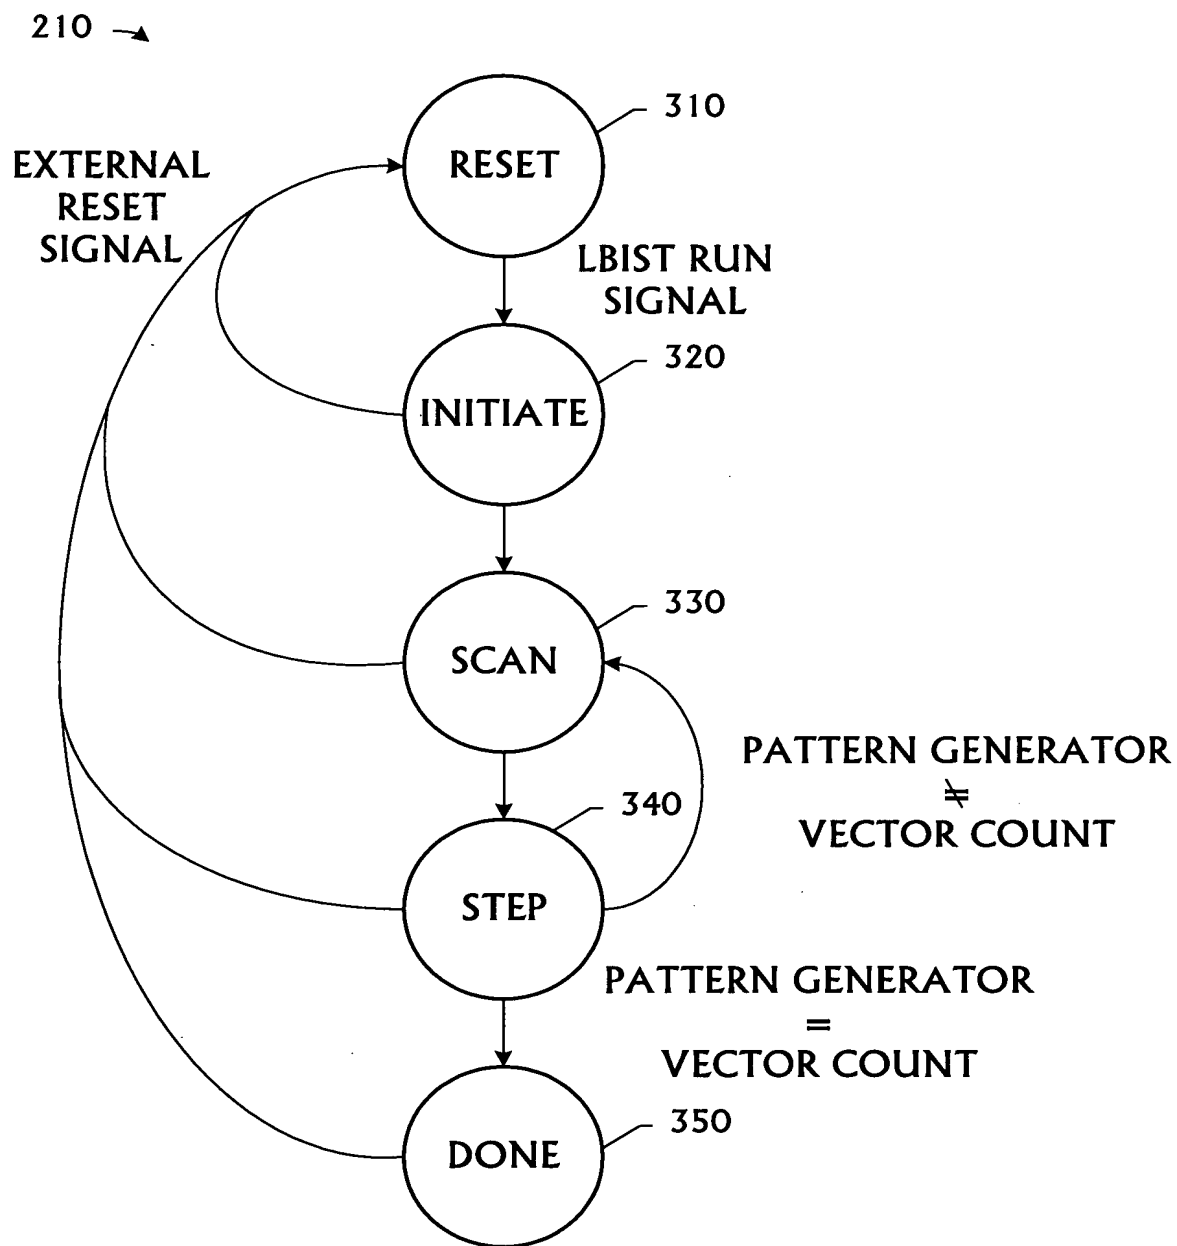 210
310
RESET
EXTERNAL
RESET
SIGNAL
LBIST RUN
SIGNAL
320
INITIATE
330
SCAN
PATTERN GENERATOR
≠
VECTOR COUNT
340
STEP
PATTERN GENERATOR
=
VECTOR COUNT
350
DONE